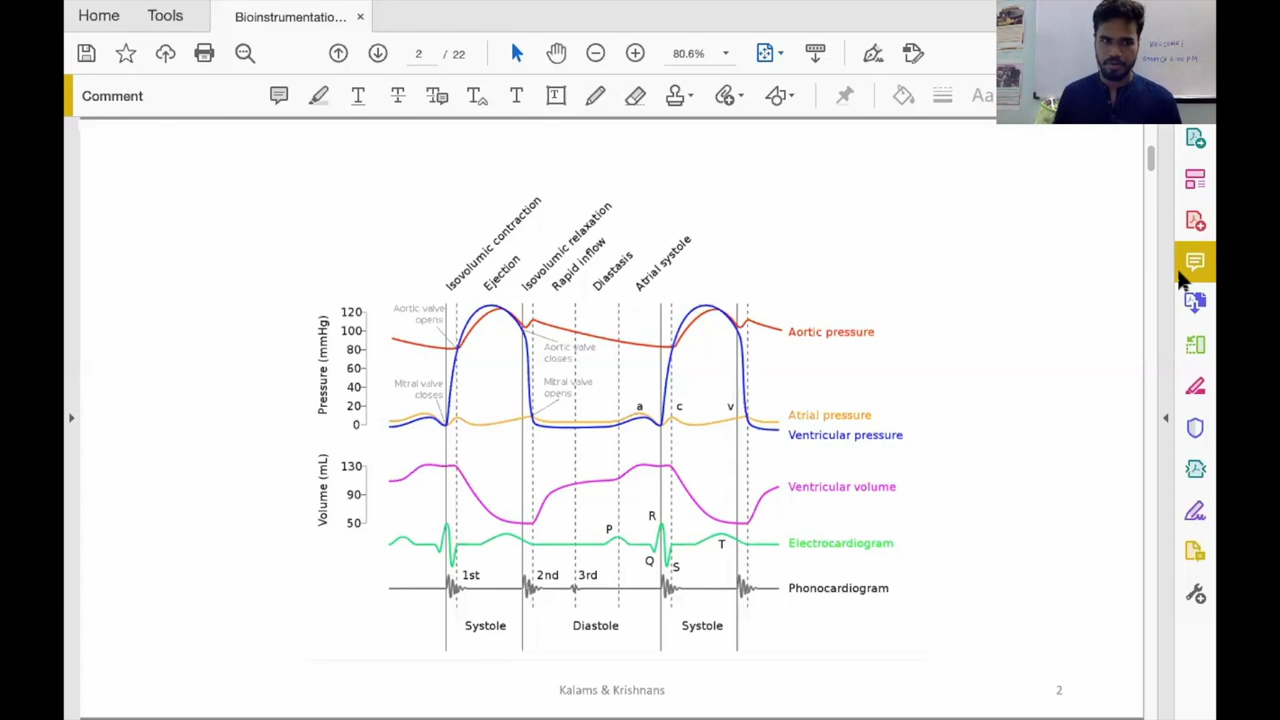 Home
Tools
Bioinstrumentatio...
2
/ 22
80.6%
Comment
Aa
WELCOME!
Isovolumic contraction
Ejection
Isovolumic relaxation
Rapid inflow
Diastasis
Atrial systole
Pressure (mmHg)
120
100
80
60
40
20
0
Aortic valve
opens
Aortic valve
closes
Mitral valve
closes
Mitral valve
opens
a
c
v
Aortic pressure
Atrial pressure
Ventricular pressure
Volume (mL)
130
90
50
Ventricular volume
R
P
Q
S
T
Electrocardiogram
1st
2nd
3rd
Phonocardiogram
Systole
Diastole
Systole
Kalams & Krishnans
2